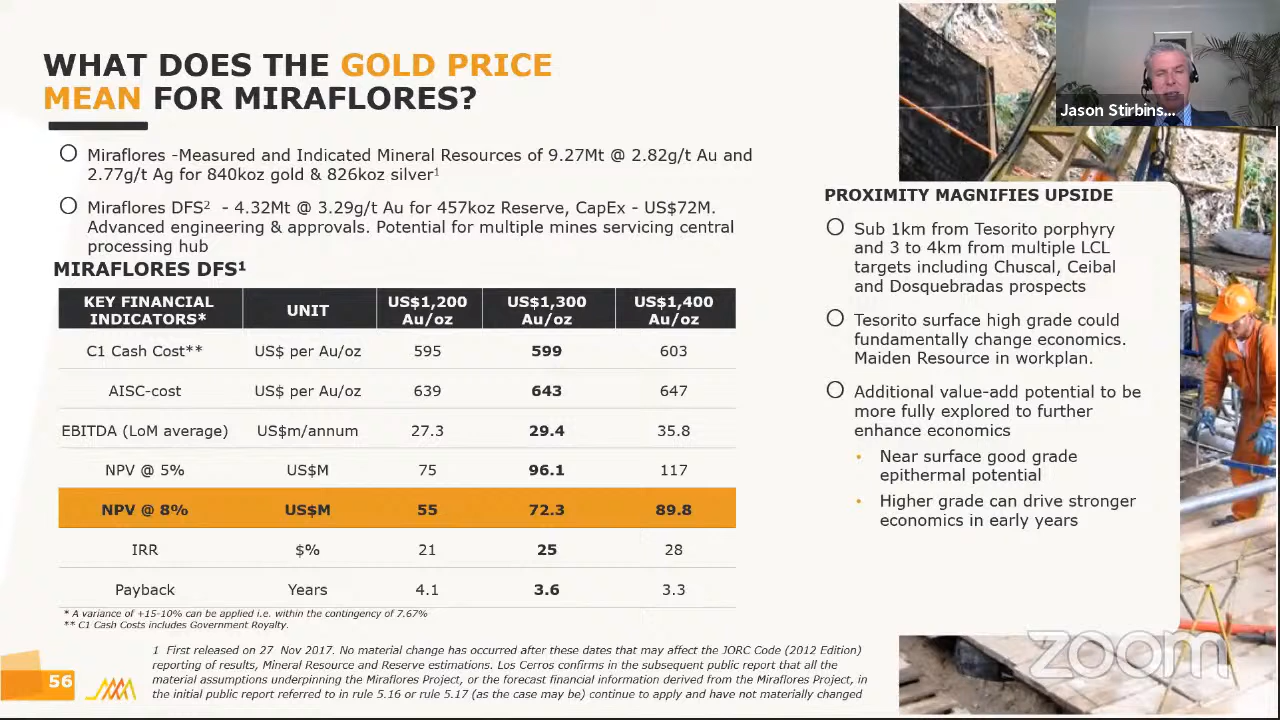 WHAT DOES THE GOLD PRICE
MEAN FOR MIRAFLORES?
Miraflores -Measured and Indicated Mineral Resources of 9.27Mt @ 2.82g/t Au and
2.77g/t Ag for 840koz gold & 826koz silver¹
Miraflores DFS² - 4.32Mt @ 3.29g/t Au for 457koz Reserve, CapEx - US$72M.
Advanced engineering & approvals. Potential for multiple mines servicing central
processing hub
MIRAFLORES DFS¹
KEY FINANCIAL INDICATORS* UNIT US$1,200 Au/oz US$1,300 Au/oz US$1,400 Au/oz
C1 Cash Cost** US$ per Au/oz 595 599 603
AISC-cost US$ per Au/oz 639 643 647
EBITDA (LoM average) US$m/annum 27.3 29.4 35.8
NPV @ 5% US$M 75 96.1 117
NPV @ 8% US$M 55 72.3 89.8
IRR $% 21 25 28
Payback Years 4.1 3.6 3.3
* A variance of +15-10% can be applied i.e. within the contingency of 7.67%
** C1 Cash Costs includes Government Royalty.
1 First released on 27 Nov 2017. No material change has occurred after these dates that may affect the JORC Code (2012 Edition)
reporting of results, Mineral Resource and Reserve estimations. Los Cerros confirms in the subsequent public report that all the
material assumptions underpinning the Miraflores Project, or the forecast financial information derived from the Miraflores Project, in
the initial public report referred to in rule 5.16 or rule 5.17 (as the case may be) continue to apply and have not materially changed
56
Jason Stirbins...
PROXIMITY MAGNIFIES UPSIDE
Sub 1km from Tesorito porphyry
and 3 to 4km from multiple LCL
targets including Chuscal, Ceibal
and Dosquebradas prospects
Tesorito surface high grade could
fundamentally change economics.
Maiden Resource in workplan.
Additional value-add potential to be
more fully explored to further
enhance economics
Near surface good grade
epithermal potential
Higher grade can drive stronger
economics in early years
zoom